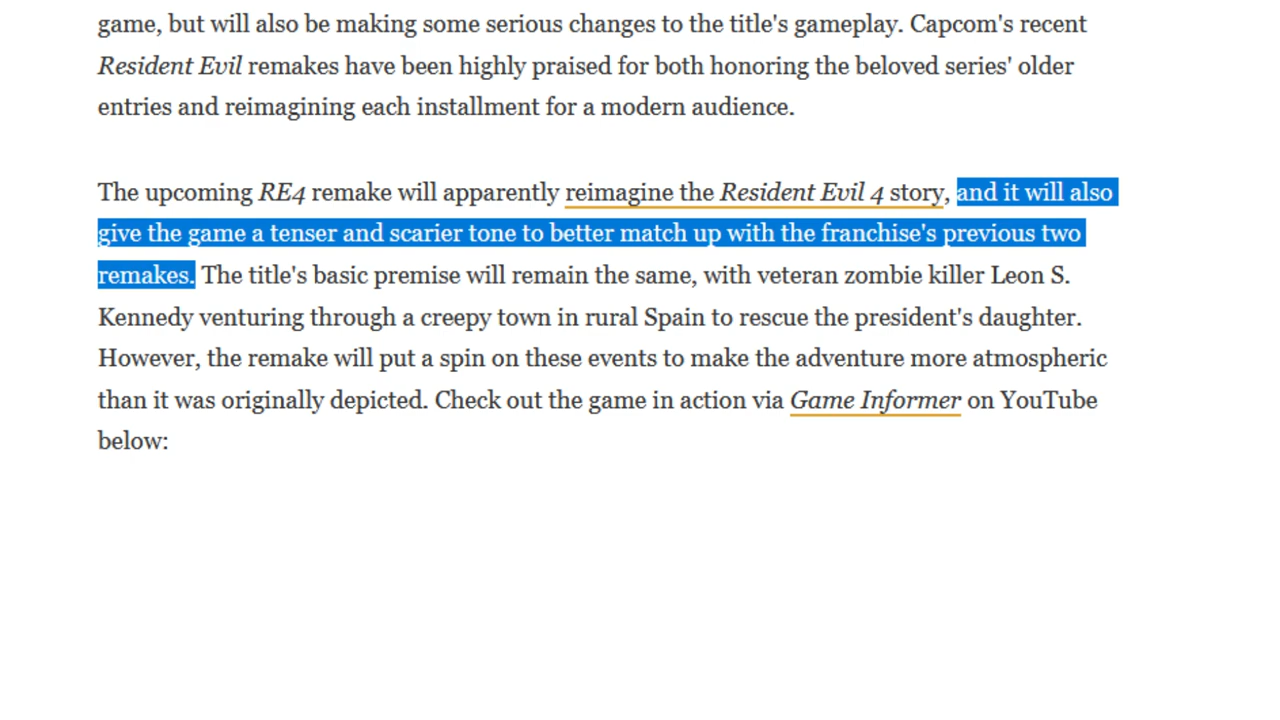 game, but will also be making some serious changes to the title's gameplay. Capcom's recent
Resident Evil remakes have been highly praised for both honoring the beloved series' older
entries and reimagining each installment for a modern audience.
The upcoming RE4 remake will apparently reimagine the Resident Evil 4 story, and it will also
give the game a tenser and scarier tone to better match up with the franchise's previous two
remakes. The title's basic premise will remain the same, with veteran zombie killer Leon S.
Kennedy venturing through a creepy town in rural Spain to rescue the president's daughter.
However, the remake will put a spin on these events to make the adventure more atmospheric
than it was originally depicted. Check out the game in action via Game Informer on YouTube
below: